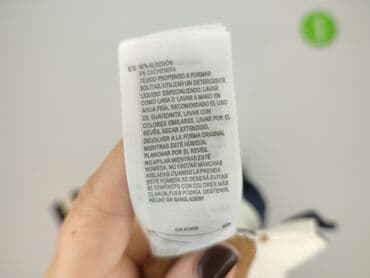 ES 95% ALGODÓN
5% CACHEMIRA
TEJIDO PROPENSO A FORMAR
BOLITAS. UTILIZAR UN DETERGENTE
LÍQUIDO ESPECIALIZADO. LAVAR
COMO LANA O LAVAR A MANO EN
AGUA FRÍA. RECOMENDADO EL USO
DE SUAVIZANTE. LAVAR CON
COLORES SIMILARES. LAVAR POR EL
REVÉS. SECAR EXTENDIDO.
DEVOLVER A LA FORMA ORIGINAL
MIENTRAS ESTÉ HÚMEDA.
PLANCHAR POR EL REVÉS.
NO APILAR MIENTRAS ESTÉ
HÚMEDA. NO FROTAR MANCHAS
AISLADAS. CUANDO LA PRENDA
ESTÉ HÚMEDA SE DEBERÁ EVITAR
EL CONTACTO CON COLORES MÁS
CLAROS, PUES PODRÍA DESTEÑIR.
HECHO EN BANGLADESH